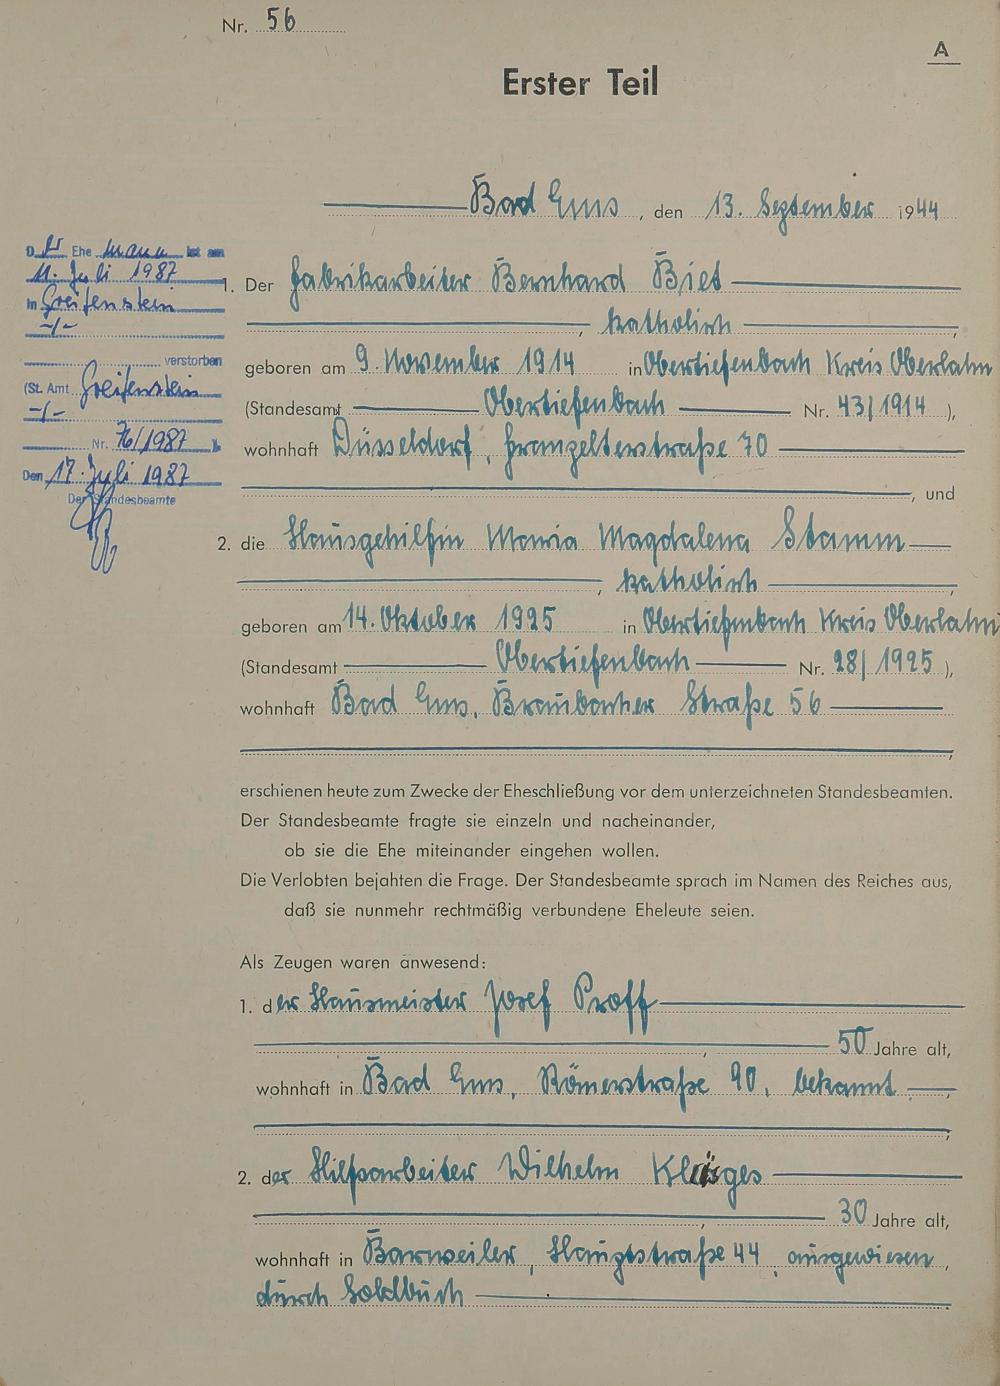 Nr. 56
A
Erster Teil
Bad Ems, den 13. September 1944
Der Ehe mann ist am
11. Juli 1987
in Greifenstein
-/-
verstorben
(St. Amt Greifenstein
-/-
Nr. 76/1987 ).
Den 17. Juli 1987
Der Standesbeamte
1. Der Fabrikarbeiter Bernhard Biet
, katholisch ,
geboren am 9. November 1914 in Obertiefenbach Kreis Oberlahn
(Standesamt Obertiefenbach Nr. 43/1914 ),
wohnhaft Düsseldorf, straße 70
, und
2. die Hausgehilfin Maria Magdalena Stamm
, katholisch ,
geboren am 14. Oktober 1925 in Obertiefenbach Kreis Oberlahn
(Standesamt Obertiefenbach Nr. 28/1925 ),
wohnhaft Bad Ems, Braubacher Straße 56
,
erschienen heute zum Zwecke der Eheschließung vor dem unterzeichneten Standesbeamten.
Der Standesbeamte fragte sie einzeln und nacheinander,
ob sie die Ehe miteinander eingehen wollen.
Die Verlobten bejahten die Frage. Der Standesbeamte sprach im Namen des Reiches aus,
daß sie nunmehr rechtmäßig verbundene Eheleute seien.
Als Zeugen waren anwesend:
1. der Hausmeister Josef Proff
, 50 Jahre alt,
wohnhaft in Bad Ems, Römerstraße 90, bekannt ,
;
2. der Hilfsarbeiter Wilhelm Kläsges
, 30 Jahre alt,
wohnhaft in Barweiler, Hauptstraße 44, ausgewiesen ,
durch Soldbuch .